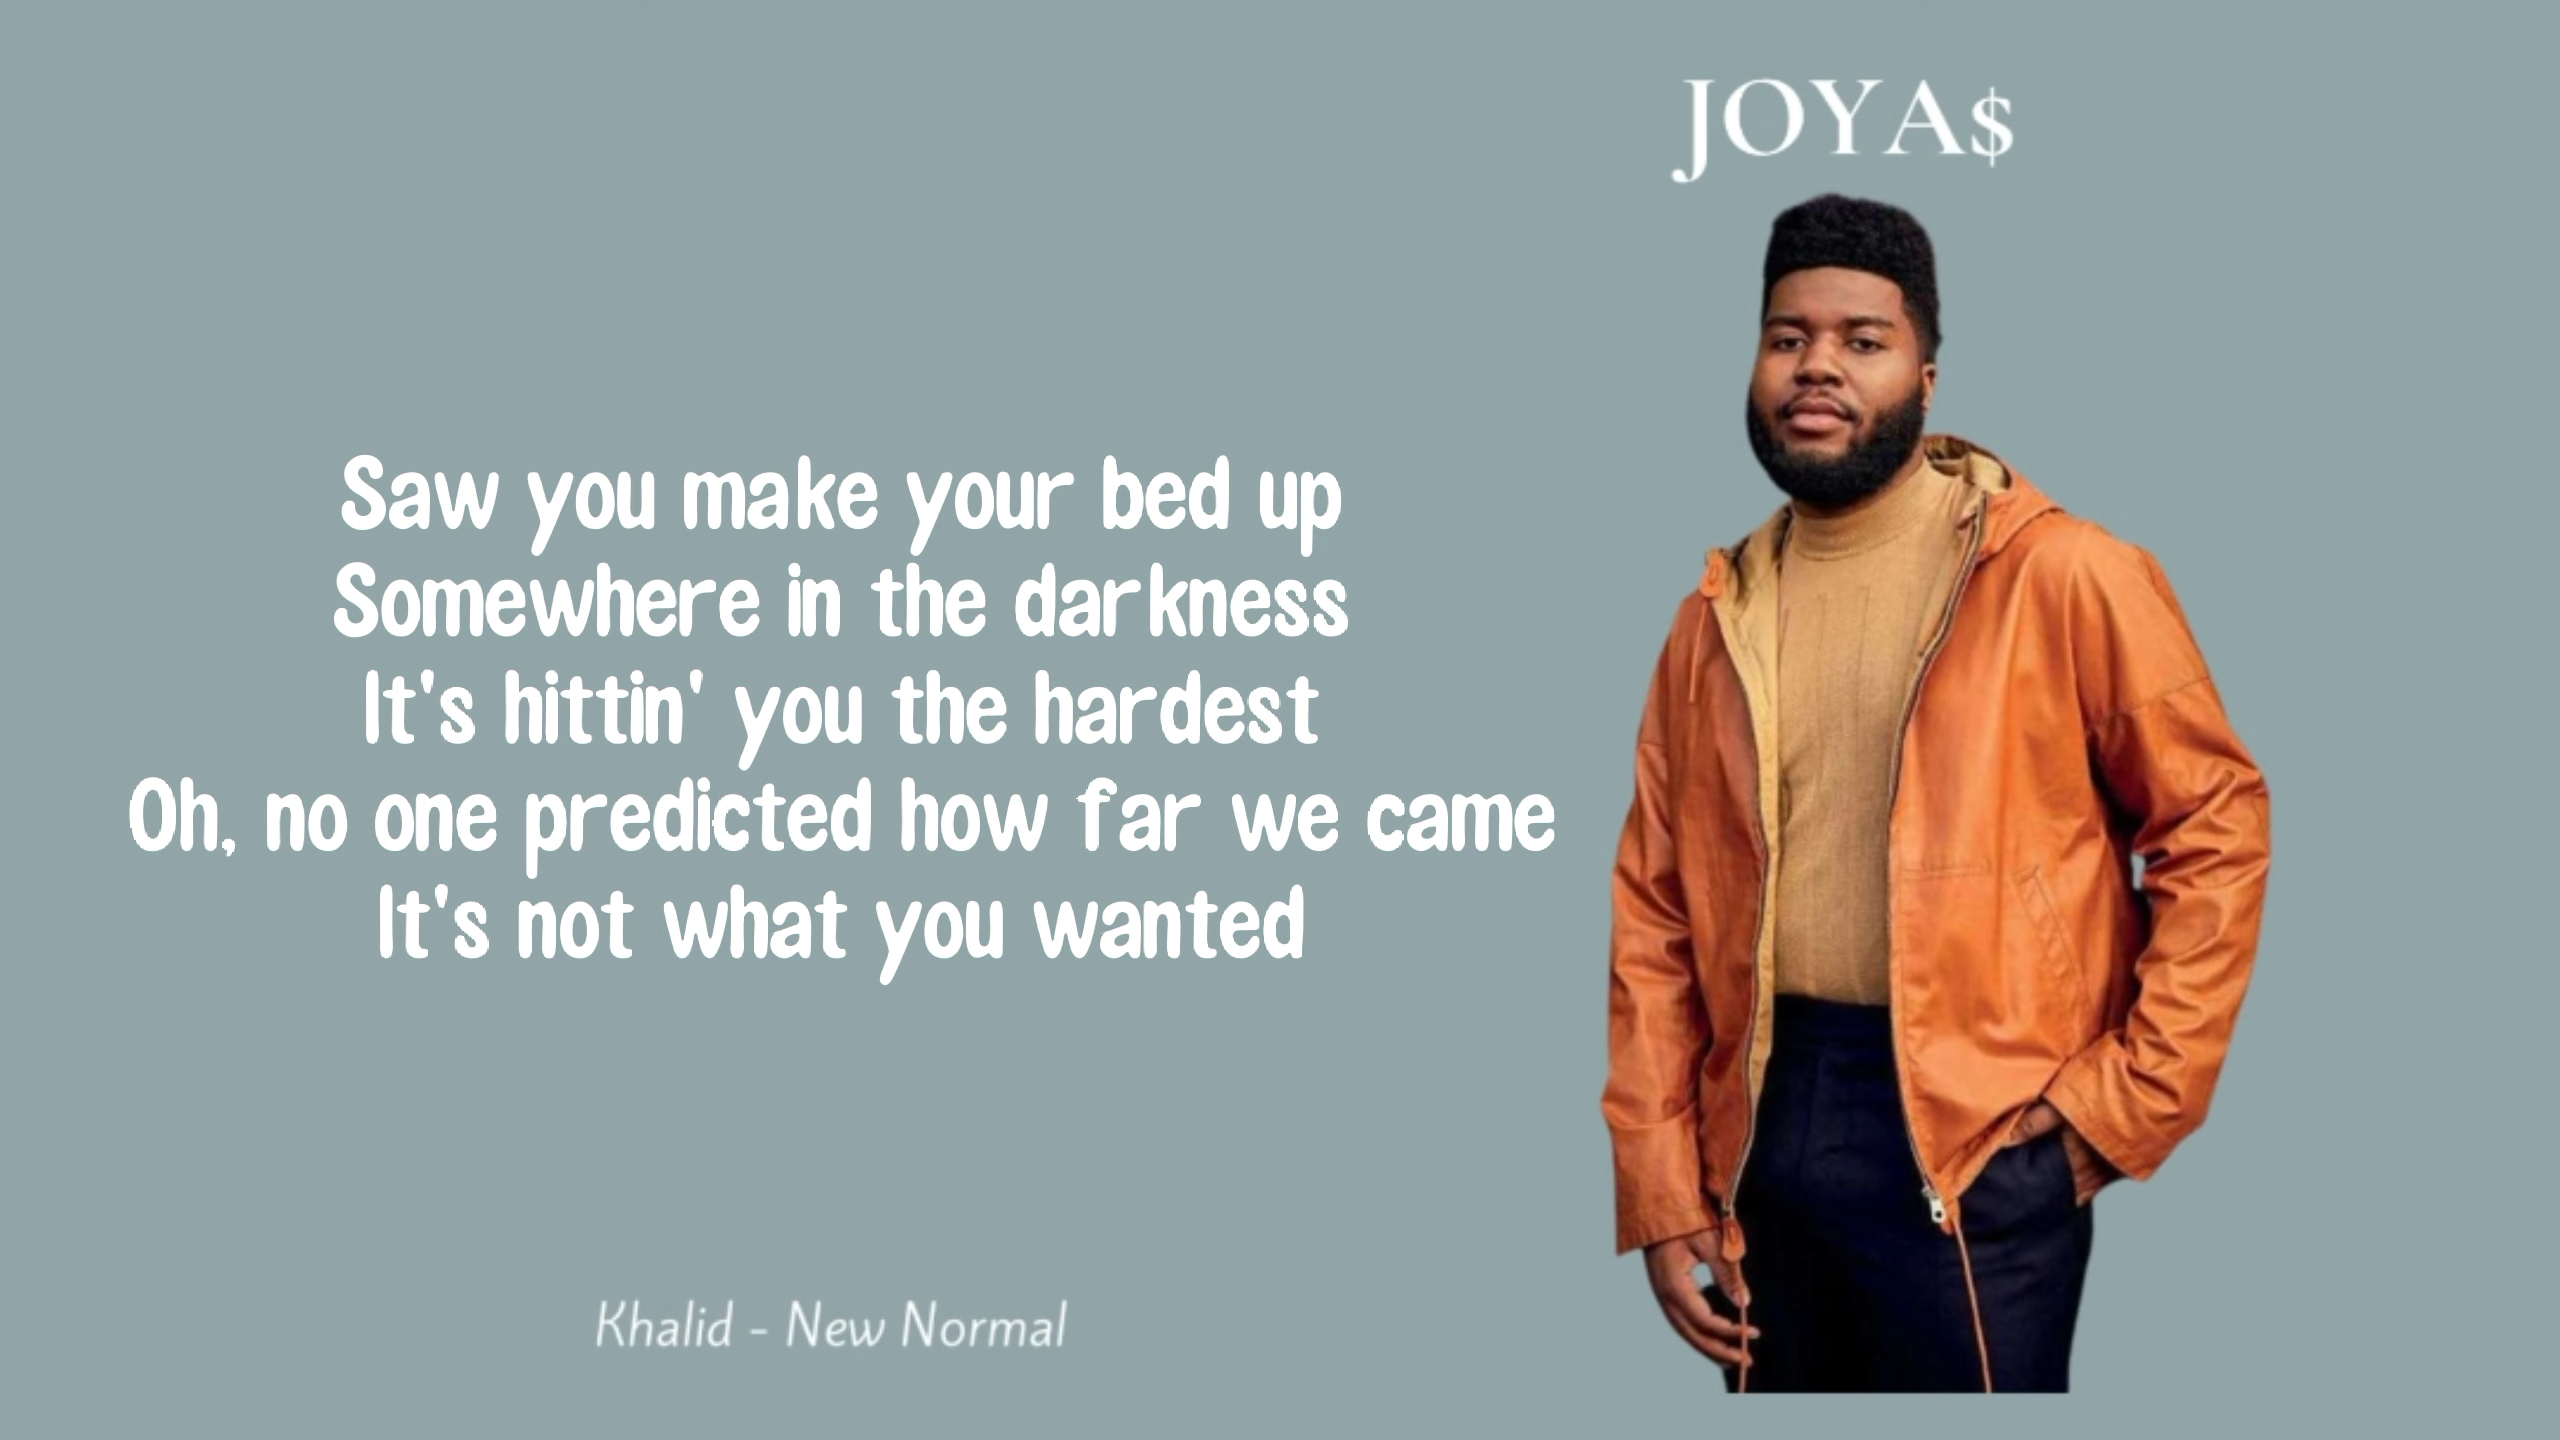 JOYA$
Saw you make your bed up
Somewhere in the darkness
It's hittin' you the hardest
Oh, no one predicted how far we came
It's not what you wanted
Khalid - New Normal